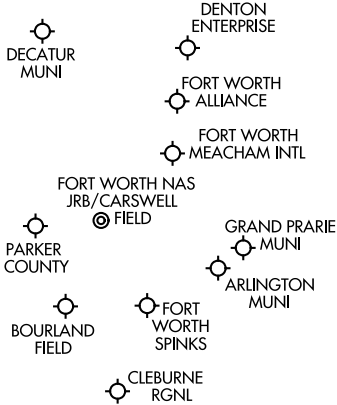 DENTON
ENTERPRISE
DECATUR
MUNI
FORT WORTH
ALLIANCE
FORT WORTH
MEACHAM INTL
FORT WORTH NAS
JRB/CARSWELL
FIELD
GRAND PRARIE
MUNI
PARKER
COUNTY
ARLINGTON
MUNI
BOURLAND
FIELD
FORT
WORTH
SPINKS
CLEBURNE
RGNL